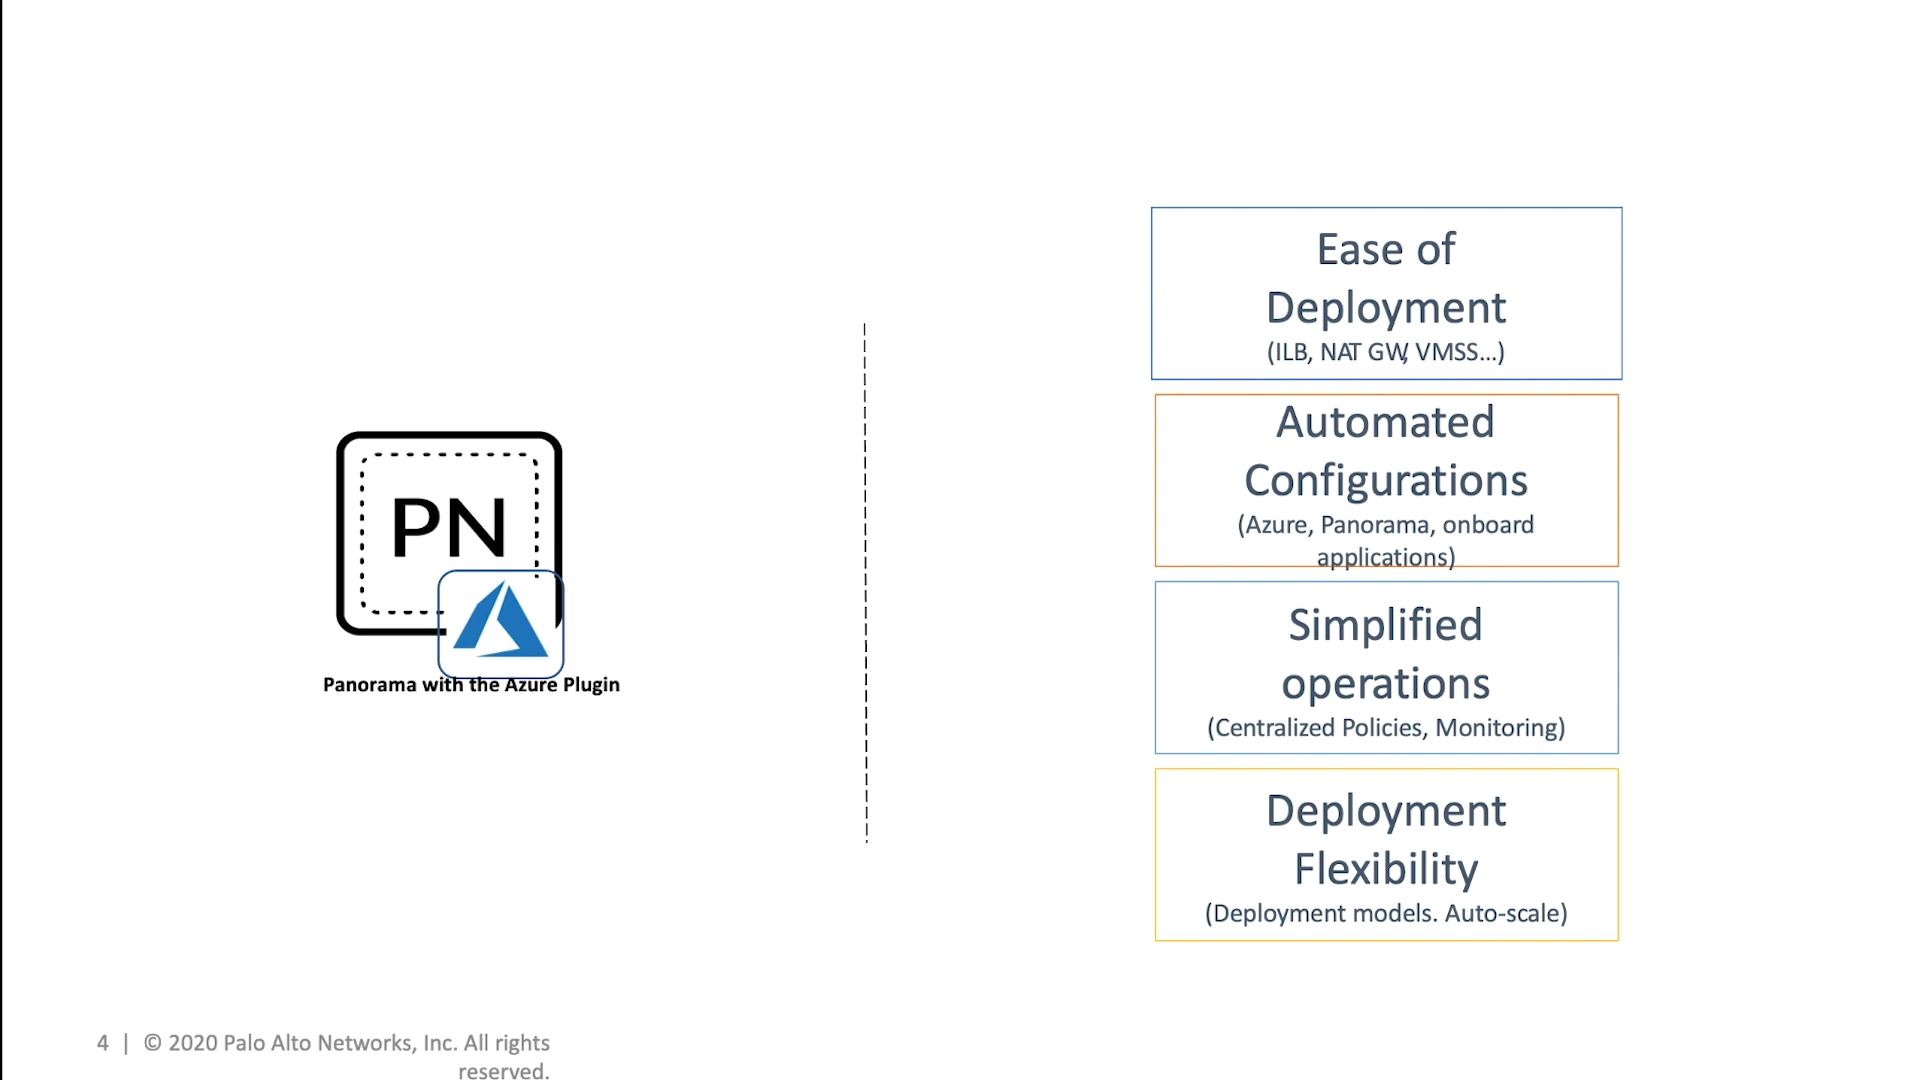 PN
Panorama with the Azure Plugin
Ease of
Deployment
(ILB, NAT GW, VMSS...)
Automated
Configurations
(Azure, Panorama, onboard
applications)
Simplified
operations
(Centralized Policies, Monitoring)
Deployment
Flexibility
(Deployment models. Auto-scale)
4 | © 2020 Palo Alto Networks, Inc. All rights
reserved.